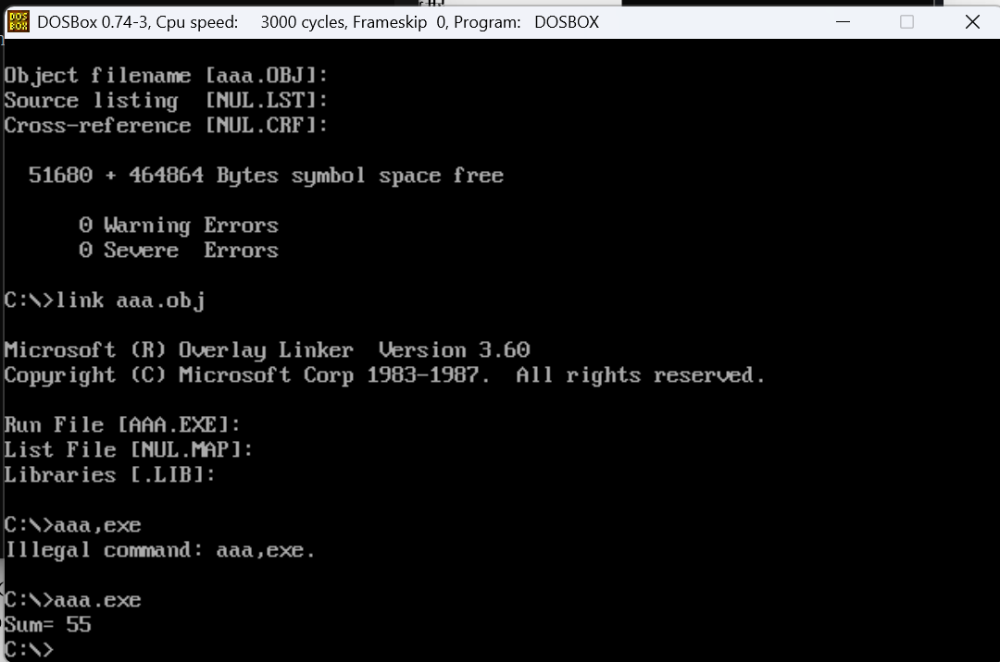 DOSBox 0.74-3, Cpu speed:    3000 cycles, Frameskip  0, Program:   DOSBOX
Object filename [aaa.OBJ]:
Source listing  [NUL.LST]:
Cross-reference [NUL.CRF]:
  51680 + 464864 Bytes symbol space free
      0 Warning Errors
      0 Severe  Errors
C:\>link aaa.obj
Microsoft (R) Overlay Linker  Version 3.60
Copyright (C) Microsoft Corp 1983-1987.  All rights reserved.
Run File [AAA.EXE]:
List File [NUL.MAP]:
Libraries [.LIB]:
C:\>aaa,exe
Illegal command: aaa,exe.
C:\>aaa.exe
Sum= 55
C:\>